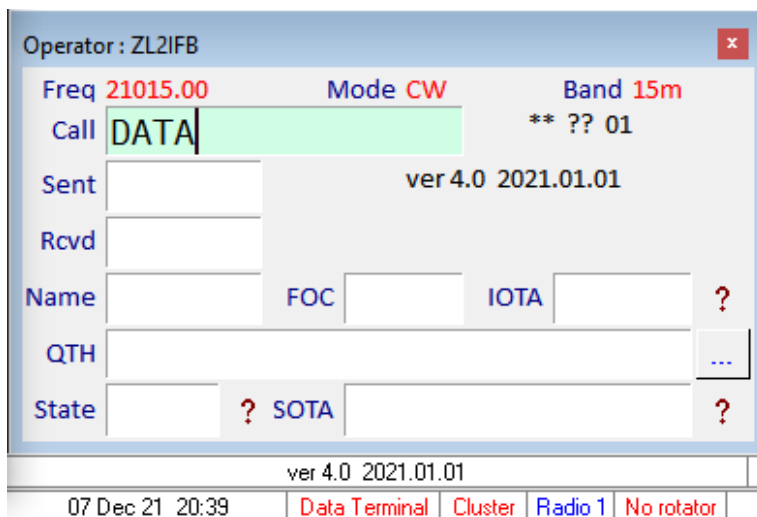 Operator : ZL2IFB x
Freq 21015.00 Mode CW Band 15m
Call DATA ** ?? 01
Sent ver 4.0 2021.01.01
Rcvd
Name FOC IOTA ?
QTH ...
State ? SOTA ?
ver 4.0 2021.01.01
07 Dec 21 20:39 Data Terminal Cluster Radio 1 No rotator